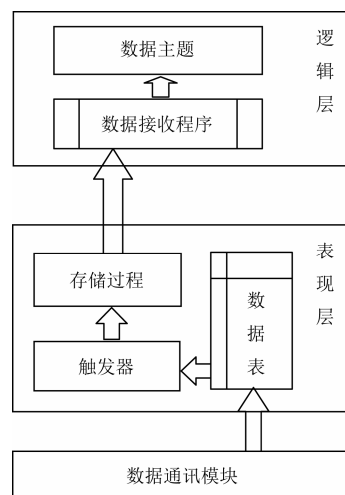 数据主题
逻辑层
数据接收程序
存储过程
表现层
数据表
触发器
数据通讯模块